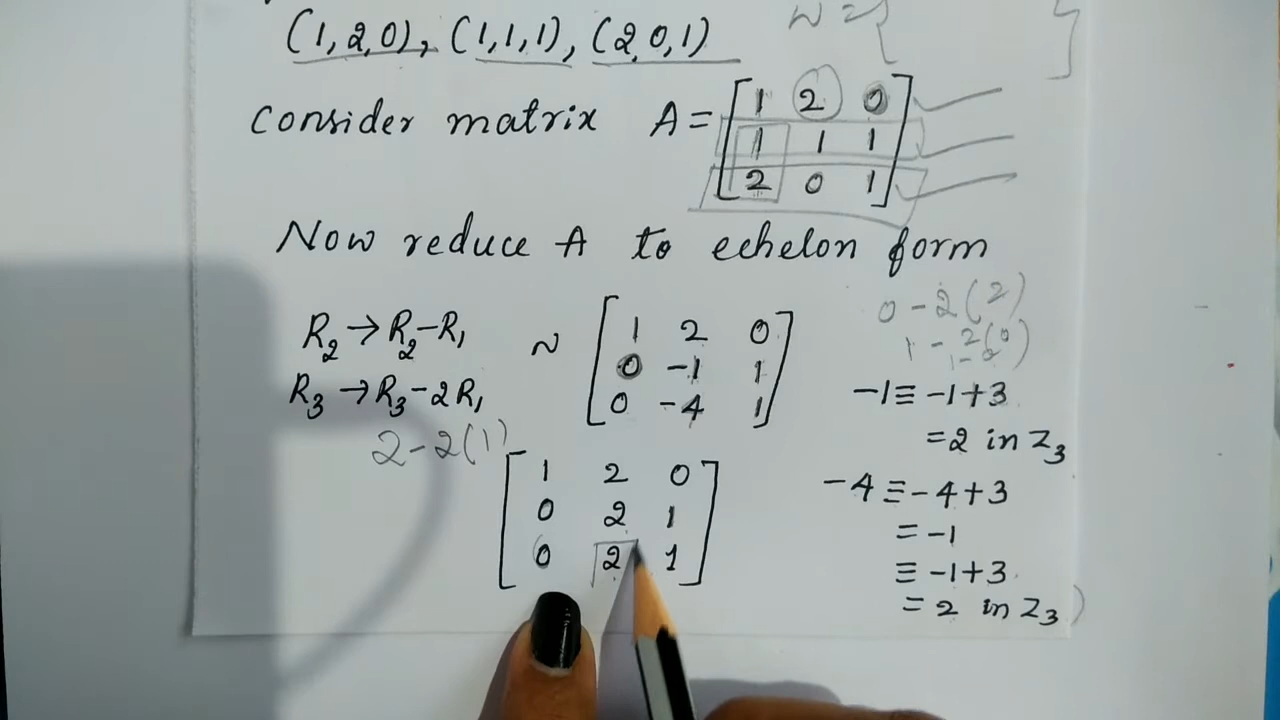 (1,2,0), (1,1,1), (2,0,1)
W = { }
Consider matrix A = [ 1 2 0
1 1 1
2 0 1 ]
Now reduce A to echelon form
R2 → R2 - R1
R3 → R3 - 2R1
2 - 2(1)
~ [ 1 2 0
0 -1 1
0 -4 1 ]
[ 1 2 0
0 2 1
0 2 1 ]
0 - 2(2)
1 - 2(0)
1 - 0
-1 ≡ -1+3
= 2 in Z3
-4 ≡ -4+3
= -1
≡ -1+3
= 2 in Z3